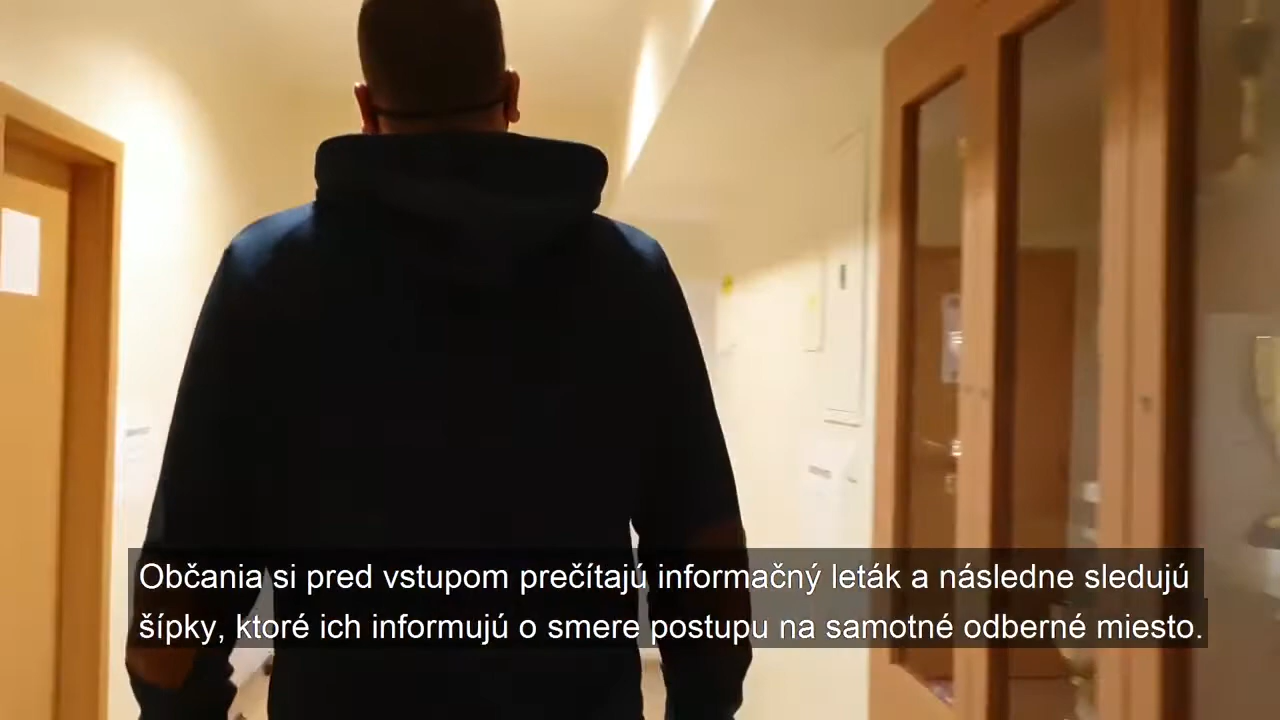 Občania si pred vstupom prečítajú informačný leták a následne sledujú
šípky, ktoré ich informujú o smere postupu na samotné odberné miesto.